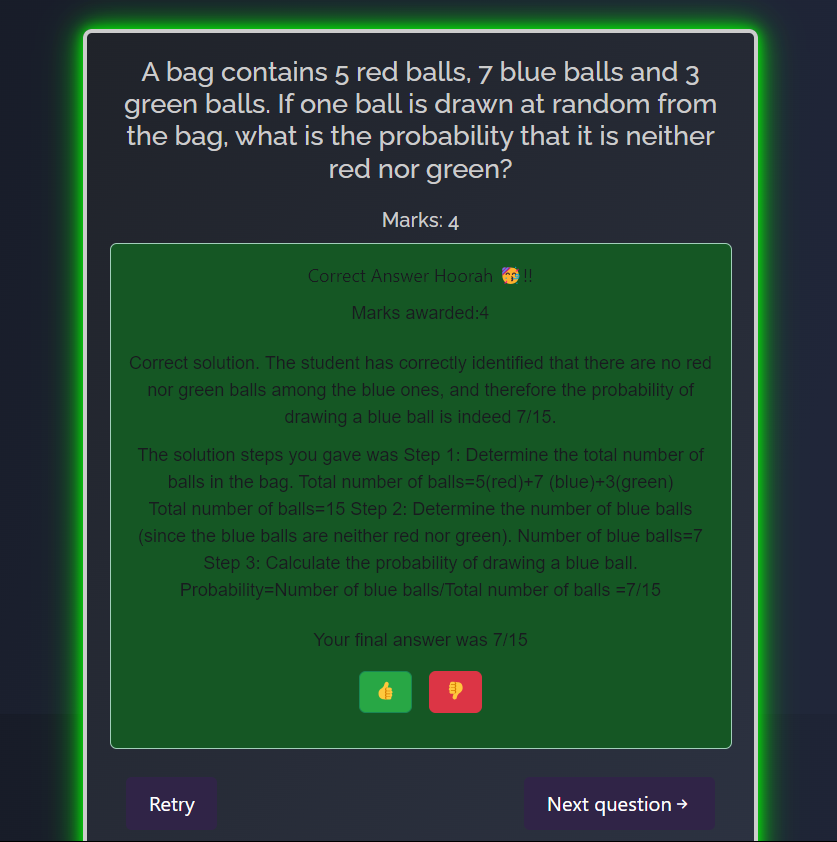 A bag contains 5 red balls, 7 blue balls and 3
green balls. If one ball is drawn at random from
the bag, what is the probability that it is neither
red nor green?
Marks: 4
Correct Answer Hoorah 🥳 !!
Marks awarded:4
Correct solution. The student has correctly identified that there are no red
nor green balls among the blue ones, and therefore the probability of
drawing a blue ball is indeed 7/15.
The solution steps you gave was Step 1: Determine the total number of
balls in the bag. Total number of balls=5(red)+7 (blue)+3(green)
Total number of balls=15 Step 2: Determine the number of blue balls
(since the blue balls are neither red nor green). Number of blue balls=7
Step 3: Calculate the probability of drawing a blue ball.
Probability=Number of blue balls/Total number of balls =7/15
Your final answer was 7/15
👍 👎
Retry
Next question →